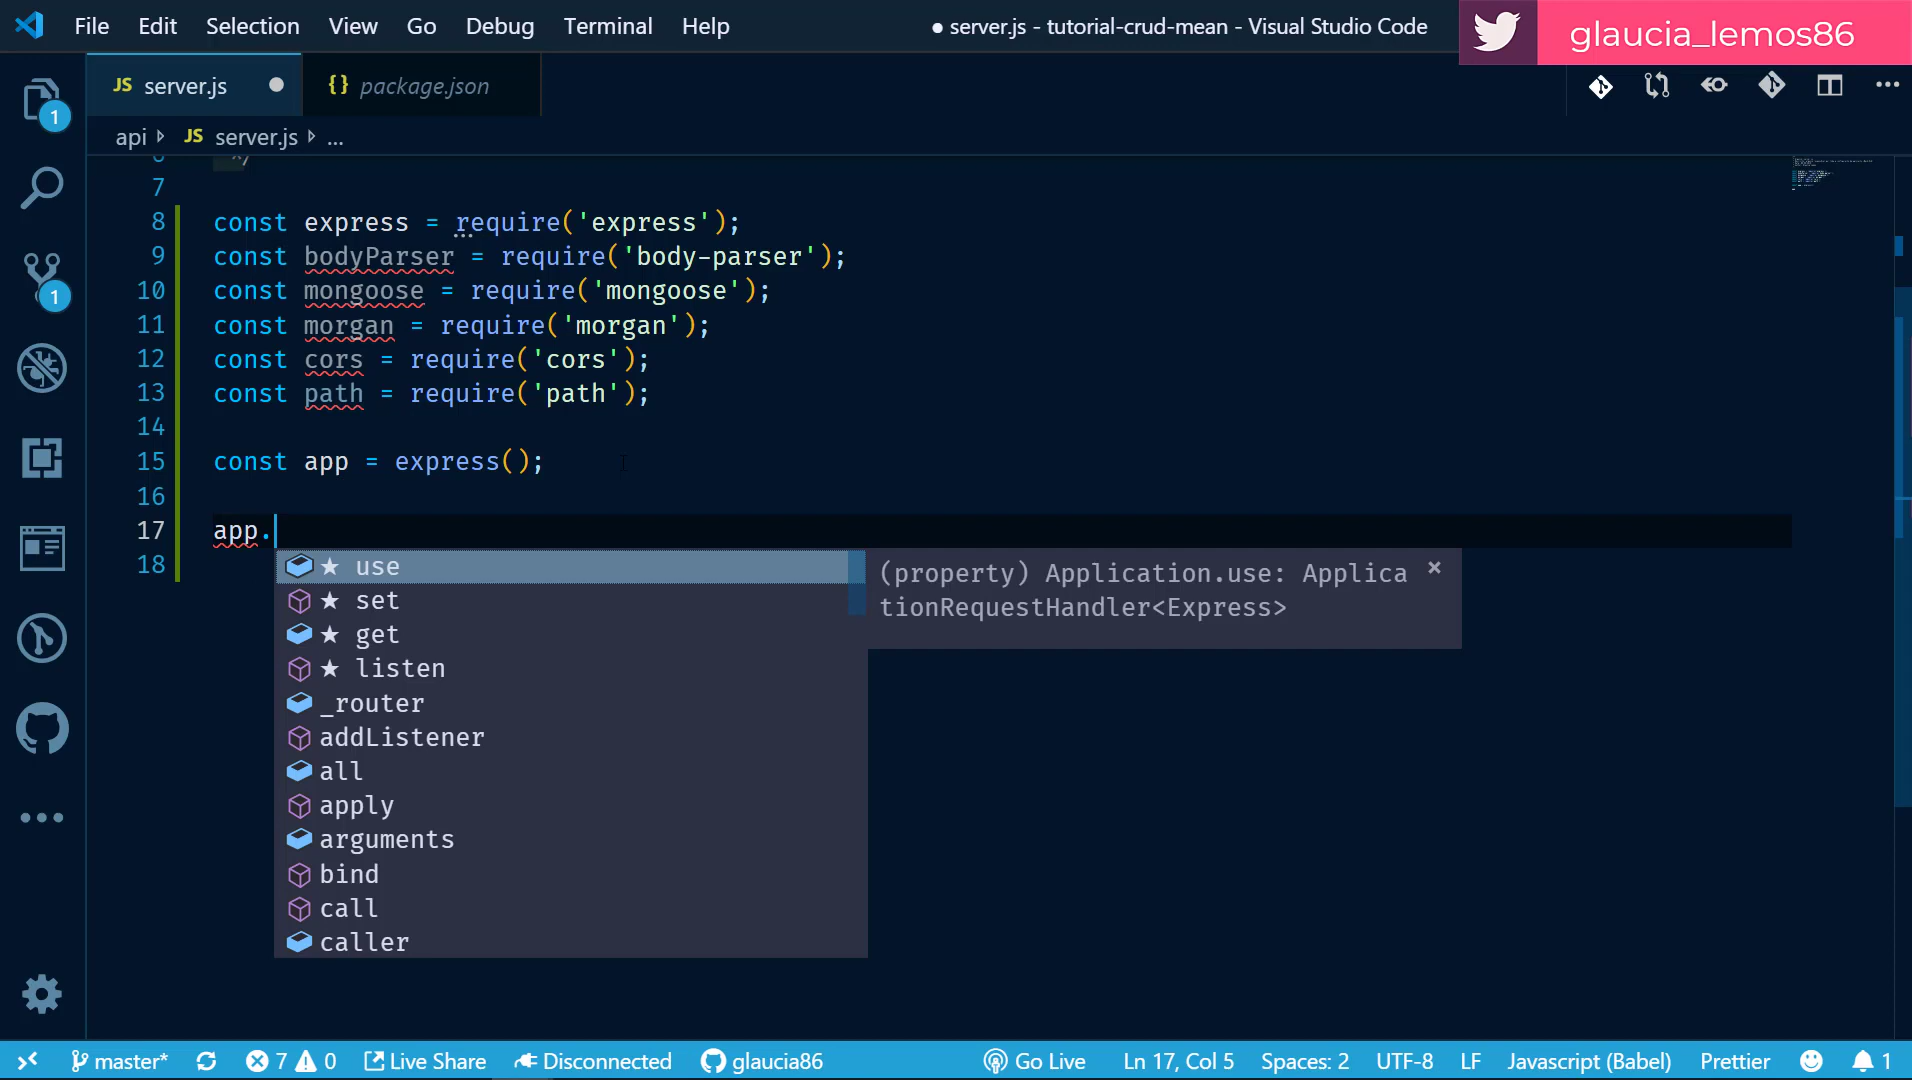 File Edit Selection View Go Debug Terminal Help
● server.js - tutorial-crud-mean - Visual Studio Code
glaucia_lemos86
JS server.js ●
{} package.json
1
api JS server.js ...
6 */
7
8 const express = require('express');
9 const bodyParser = require('body-parser');
10 const mongoose = require('mongoose');
11 const morgan = require('morgan');
12 const cors = require('cors');
13 const path = require('path');
14
15 const app = express();
16
17 app.
18
1
★ use
★ set
★ get
★ listen
_router
addListener
all
apply
arguments
bind
call
caller
(property) Application.use: Applica
tionRequestHandler<Express>
master* 7 0 Live Share Disconnected glaucia86 Go Live Ln 17, Col 5 Spaces: 2 UTF-8 LF Javascript (Babel) Prettier 1